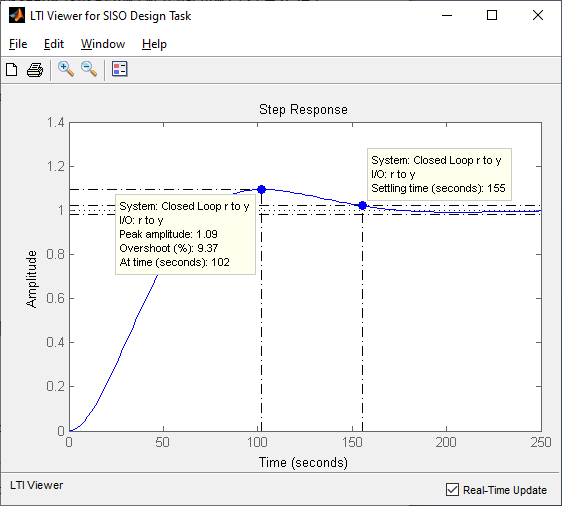 LTI Viewer for SISO Design Task
File Edit Window Help
Step Response
1.4
1.2
1
0.8
0.6
0.4
0.2
0
Amplitude
System: Closed Loop r to y
I/O: r to y
Settling time (seconds): 155
System: Closed Loop r to y
I/O: r to y
Peak amplitude: 1.09
Overshoot (%): 9.37
At time (seconds): 102
0 50 100 150 200 250
Time (seconds)
LTI Viewer
Real-Time Update